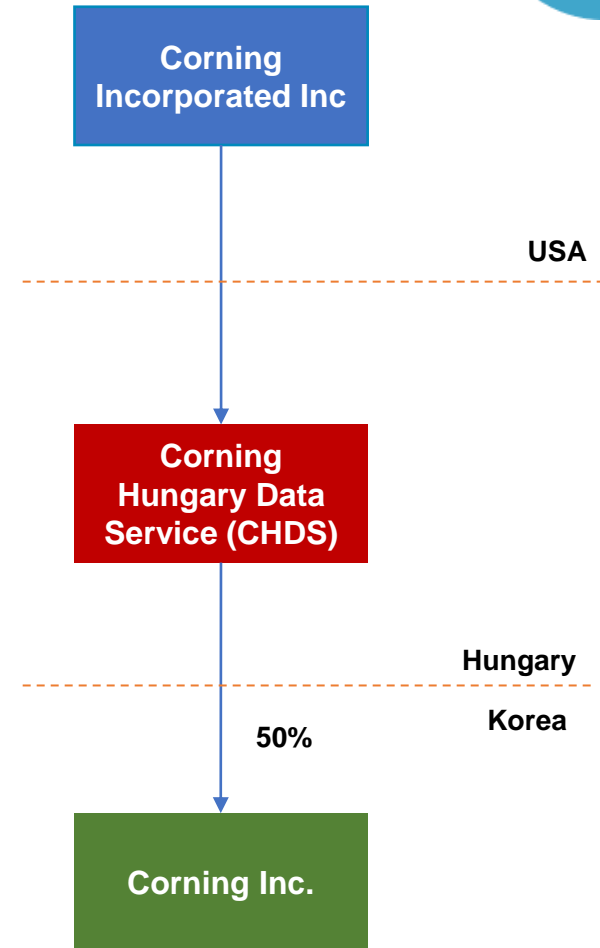 Corning
Incorporated Inc
USA
Corning
Hungary Data
Service (CHDS)
Hungary
Korea
50%
Corning Inc.